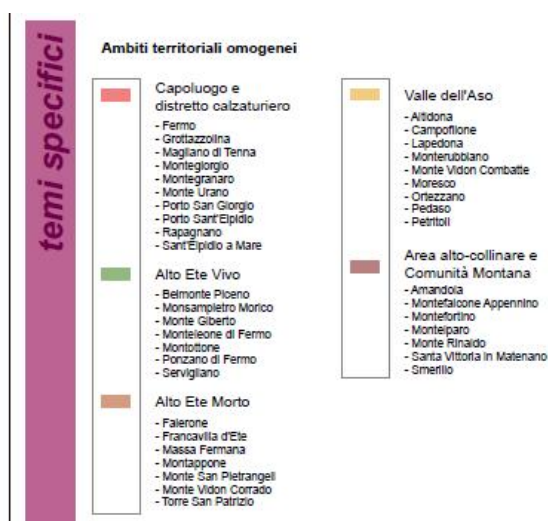 temi specifici
Ambiti territoriali omogenei
Capoluogo e
distretto calzaturiero
- Fermo
- Grottazzolina
- Magliano di Tenna
- Montegiorgio
- Montegranaro
- Monte Urano
- Porto San Giorgio
- Porto Sant'Elpidio
- Rapagnano
- Sant'Elpidio a Mare
Alto Ete Vivo
- Belmonte Piceno
- Monsampietro Morico
- Monte Giberto
- Monteleone di Fermo
- Montottone
- Ponzano di Fermo
- Servigliano
Alto Ete Morto
- Falerone
- Francavilla d'Ete
- Massa Fermana
- Montappone
- Monte San Pietrangeli
- Monte Vidon Corrado
- Torre San Patrizio
Valle dell'Aso
- Altidona
- Campofilone
- Lapedona
- Monterubbiano
- Monte Vidon Combatte
- Moresco
- Ortezzano
- Pedaso
- Petritoli
Area alto-collinare e
Comunità Montana
- Amandola
- Montefalcone Appennino
- Montefortino
- Montelparo
- Monte Rinaldo
- Santa Vittoria in Matenano
- Smerillo